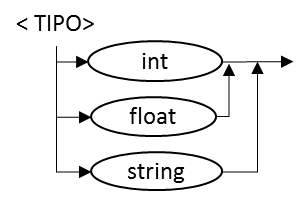 < TIPO>
int
float
string